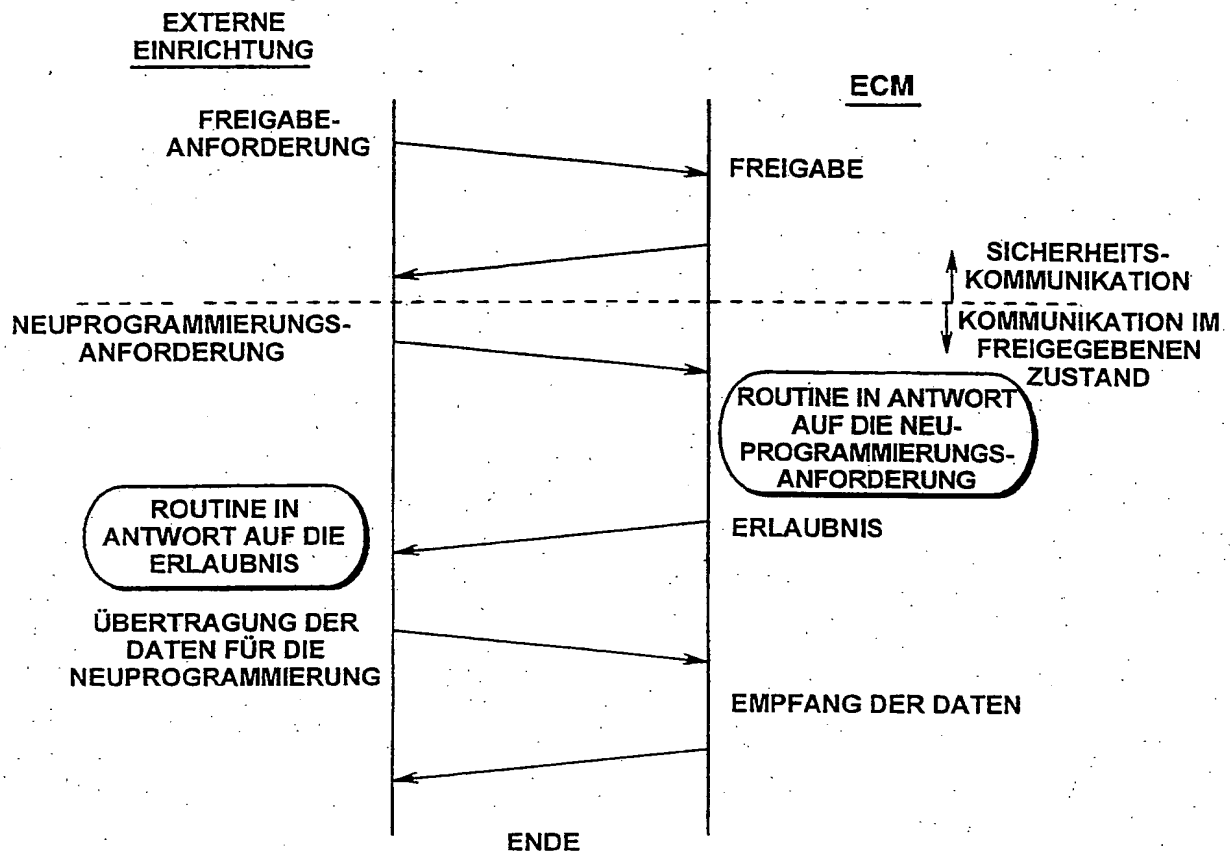 EXTERNE
EINRICHTUNG
ECM
FREIGABE-
ANFORDERUNG
FREIGABE
SICHERHEITS-
KOMMUNIKATION
NEUPROGRAMMIERUNGS-
ANFORDERUNG
KOMMUNIKATION IM
FREIGEGEBENEN
ZUSTAND
ROUTINE IN ANTWORT
AUF DIE NEU-
PROGRAMMIERUNGS-
ANFORDERUNG
ROUTINE IN
ANTWORT AUF DIE
ERLAUBNIS
ERLAUBNIS
ÜBERTRAGUNG DER
DATEN FÜR DIE
NEUPROGRAMMIERUNG
EMPFANG DER DATEN
ENDE